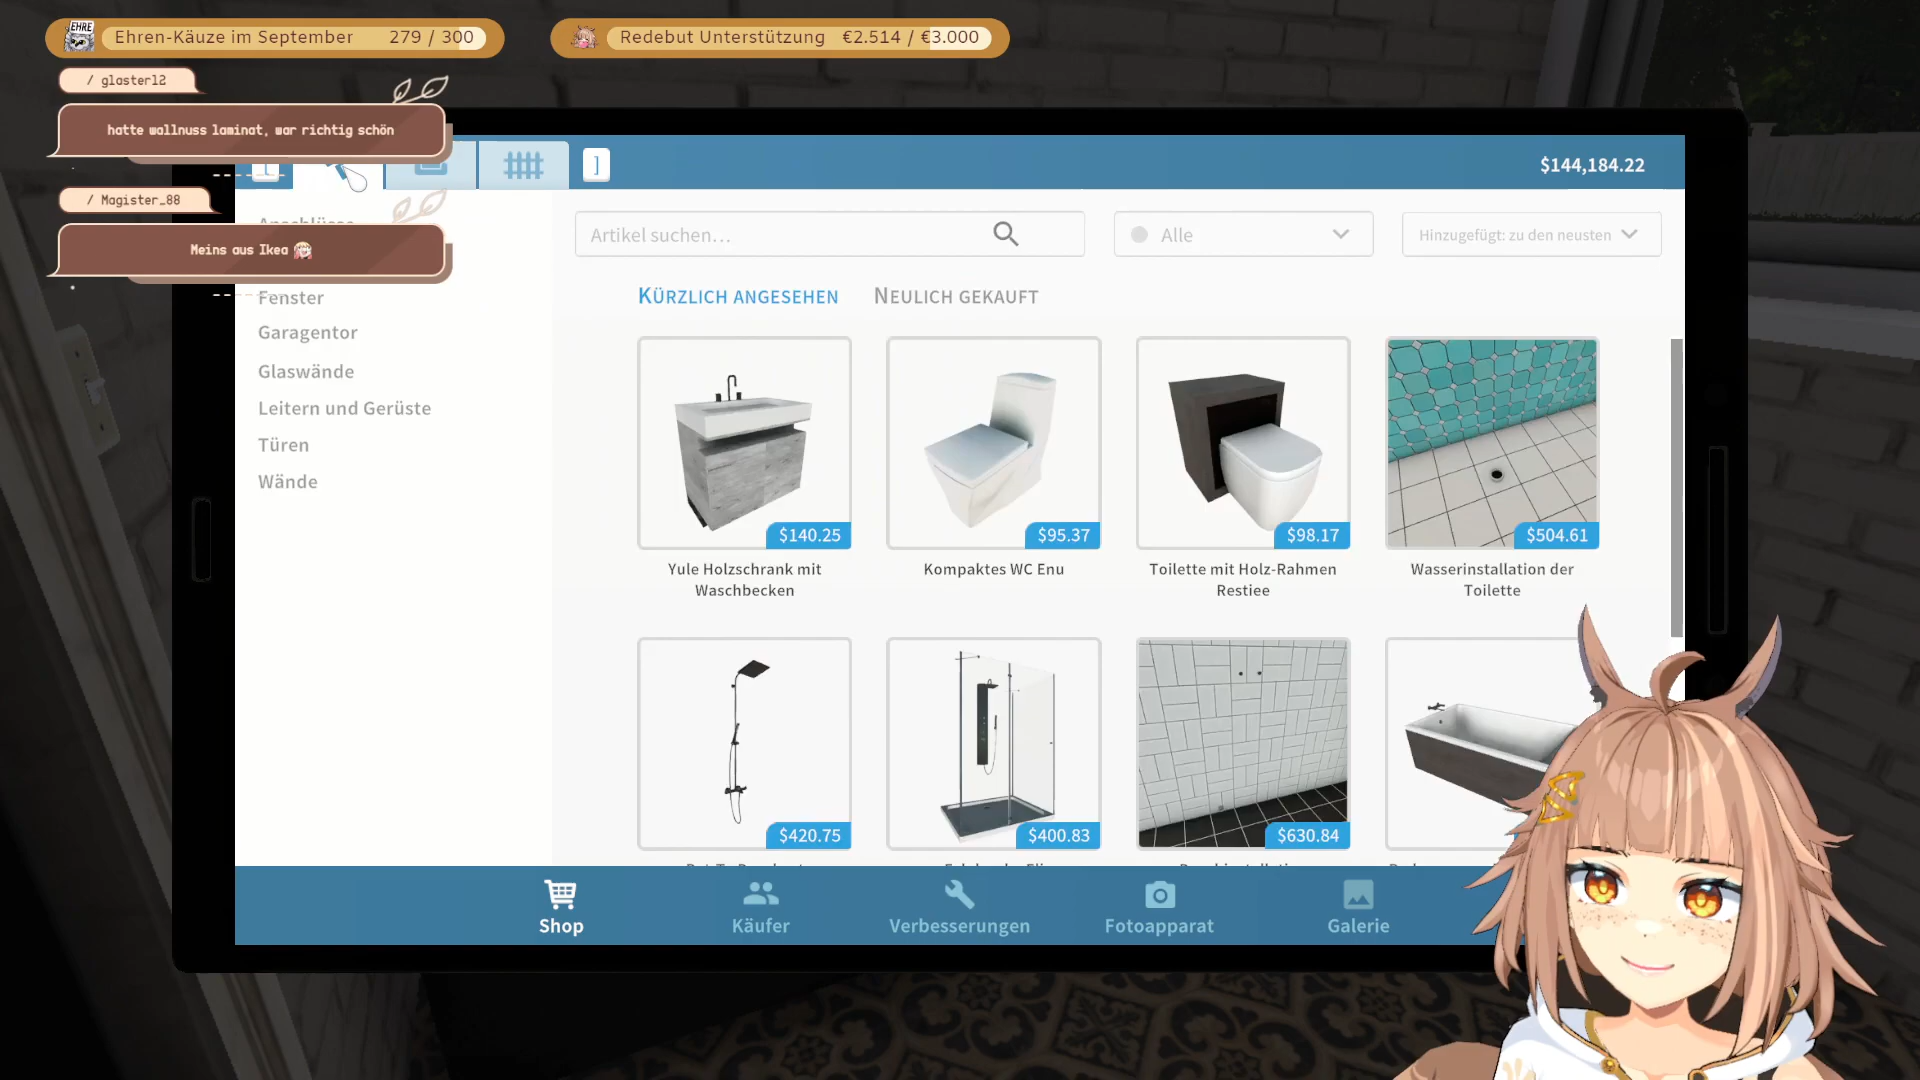 EHRE
Ehren-Käuze im September 279 / 300
Redebut Unterstützung €2.514 / €3.000
/ glaster12
hatte wallnuss laminat, war richtig schön
/ Magister_88
Meins aus Ikea
[
]
$144,184.22
Fenster
Garagentor
Glaswände
Leitern und Gerüste
Türen
Wände
Artikel suchen...
Alle
Hinzugefügt: zu den neusten
KÜRZLICH ANGESEHEN
NEULICH GEKAUFT
$140.25
$95.37
$98.17
$504.61
Yule Holzschrank mit
Waschbecken
Kompaktes WC Enu
Toilette mit Holz-Rahmen
Restiee
Wasserinstallation der
Toilette
$420.75
$400.83
$630.84
Shop
Käufer
Verbesserungen
Fotoapparat
Galerie